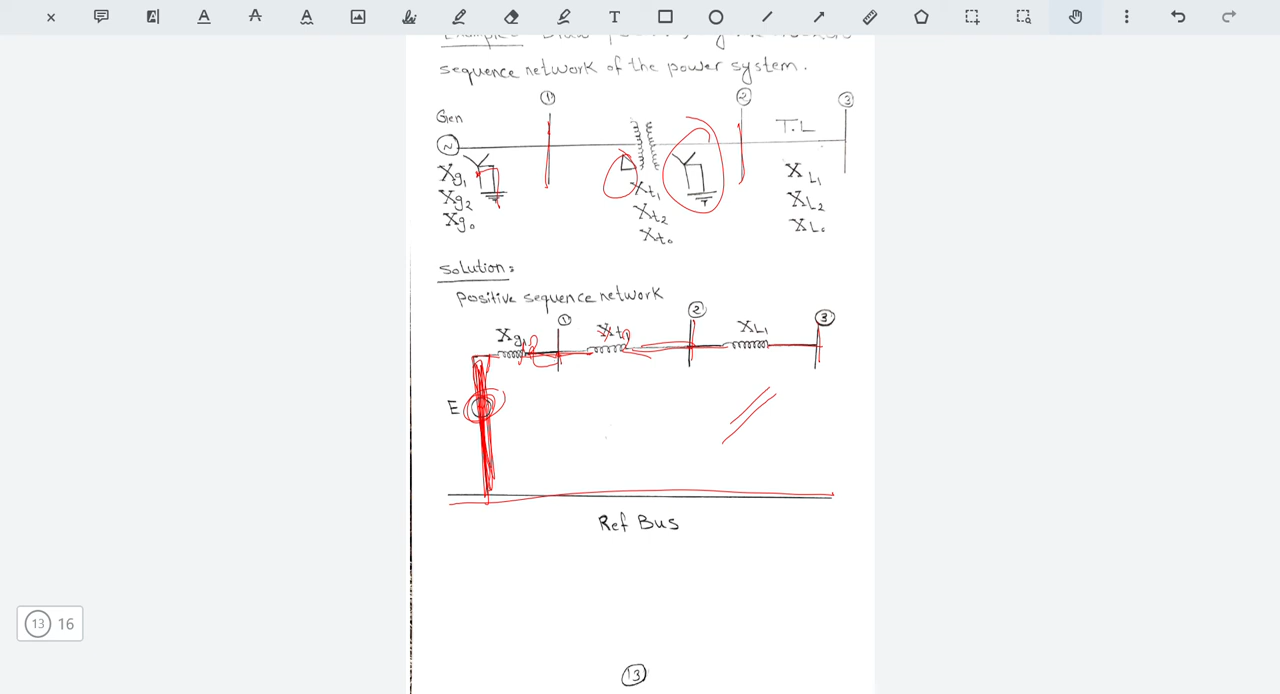 sequence network of the power system.
① ② ③
Gen T.L
~
Xg1 Xt1 XL1
Xg2 Xt2 XL2
Xg0 Xt0 XL0
Solution:
positive sequence network
① ② ③
Xg1 Xt1 XL1
E
Ref Bus
13 16
13